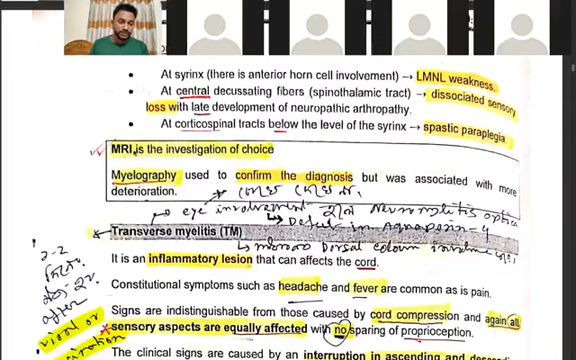 • At syrinx (there is anterior horn cell involvement) → LMNL weakness.
• At central decussating fibers (spinothalamic tract) → dissociated sensory
loss with late development of neuropathic arthropathy.
• At corticospinal tracts below the level of the syrinx → spastic paraplegia
MRI is the investigation of choice
Myelography used to confirm the diagnosis but was associated with more
deterioration.
eye involvement
Defect in Aquaporin-4
Transverse myelitis (TM)
Dorsal column
It is an inflammatory lesion that can affects the cord.
Constitutional symptoms such as headache and fever are common as is pain.
after
Signs are indistinguishable from those caused by cord compression and again all
viral or
sensory aspects are equally affected with no sparing of proprioception.
The clinical signs are caused by an interruption in ascending and